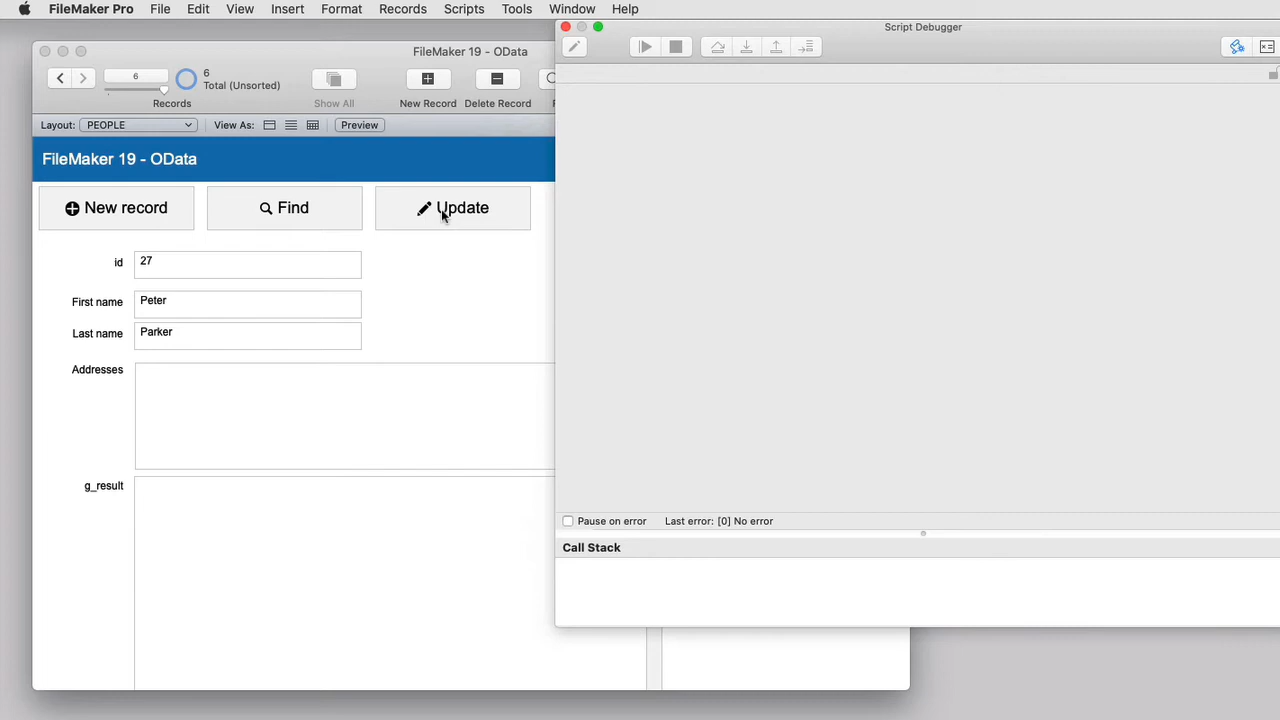 FileMaker Pro File Edit View Insert Format Records Scripts Tools Window Help
Script Debugger
FileMaker 19 - OData
6
6
Total (Unsorted)
Records
Show All
New Record
Delete Record
Layout: PEOPLE
View As:
Preview
FileMaker 19 - OData
New record
Find
Update
id 27
First name Peter
Last name Parker
Addresses
g_result
Pause on error
Last error: [0] No error
Call Stack